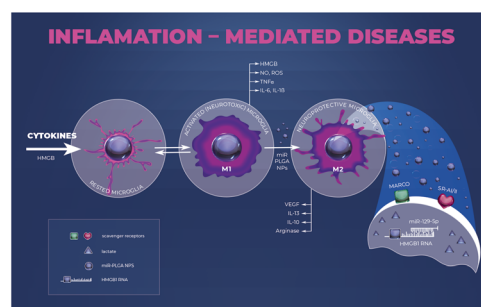 INFLAMATION – MEDIATED DISEASES
HMGB
NO, ROS
TNFα
IL-6, IL-1β
CYTOKINES
HMGB
RESTED MICROGLIA
ACTIVATED (NEUROTOXIC) MICROGLIA
M1
miR
PLGA
NPs
NEUROPROTECTIVE MICROGLIA
M2
VEGF
IL-13
IL-10
Arginase
MARCO
SR-AI/II
miR-129-5p
HMGB1 RNA
scavenger receptors
lactate
miR-PLGA NPS
HMGB1 RNA